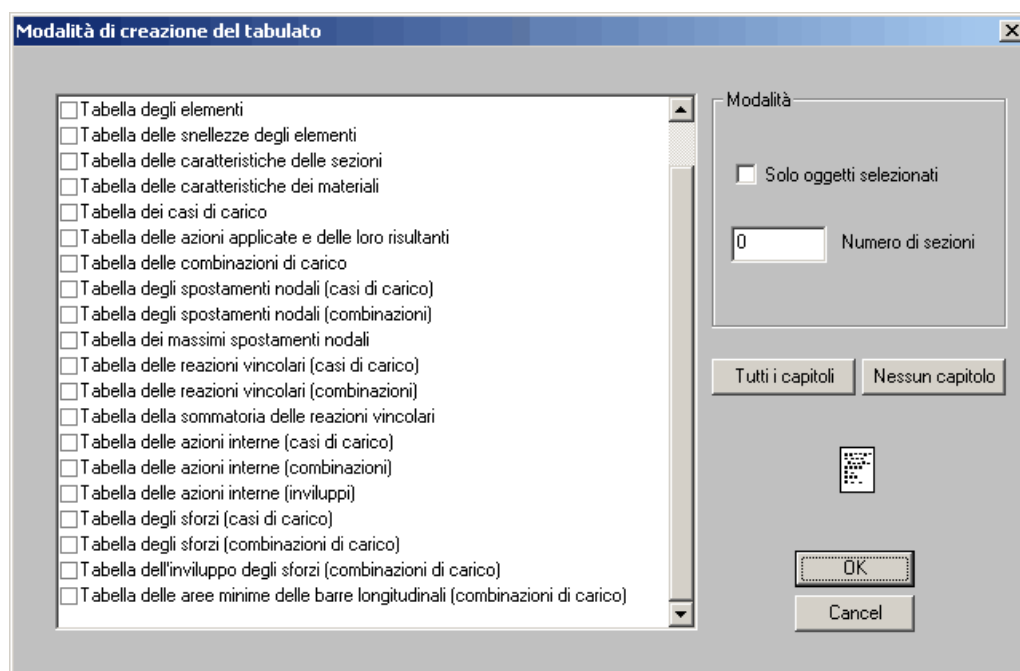 Modalità di creazione del tabulato
Tabella degli elementi
Tabella delle snellezze degli elementi
Tabella delle caratteristiche delle sezioni
Tabella delle caratteristiche dei materiali
Tabella dei casi di carico
Tabella delle azioni applicate e delle loro risultanti
Tabella delle combinazioni di carico
Tabella degli spostamenti nodali (casi di carico)
Tabella degli spostamenti nodali (combinazioni)
Tabella dei massimi spostamenti nodali
Tabella delle reazioni vincolari (casi di carico)
Tabella delle reazioni vincolari (combinazioni)
Tabella della sommatoria delle reazioni vincolari
Tabella delle azioni interne (casi di carico)
Tabella delle azioni interne (combinazioni)
Tabella delle azioni interne (inviluppi)
Tabella degli sforzi (casi di carico)
Tabella degli sforzi (combinazioni di carico)
Tabella dell'inviluppo degli sforzi (combinazioni di carico)
Tabella delle aree minime delle barre longitudinali (combinazioni di carico)
Modalità
Solo oggetti selezionati
0 Numero di sezioni
Tutti i capitoli Nessun capitolo
OK
Cancel